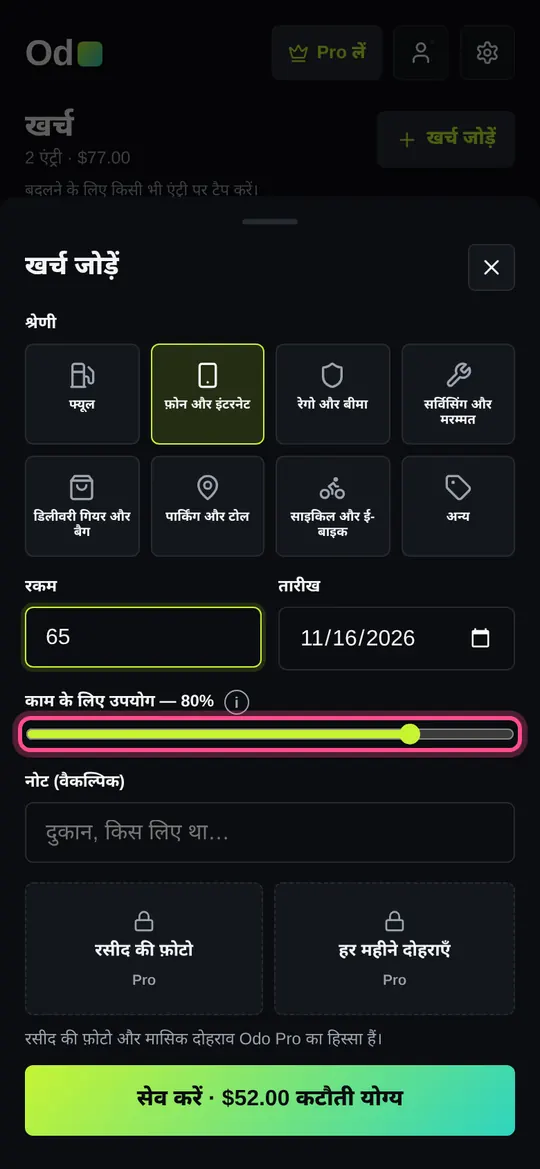 Od
Pro लें
खर्च
2 एंट्री · $77.00
+ खर्च जोड़ें
बदलने के लिए किसी भी एंट्री पर टैप करें।
खर्च जोड़ें
श्रेणी
फ्यूल
फ़ोन और इंटरनेट
रेगो और बीमा
सर्विसिंग और
मरम्मत
डिलीवरी गियर और
बैग
पार्किंग और टोल
साइकिल और ई-
बाइक
अन्य
रकम
तारीख
65
11/16/2026
काम के लिए उपयोग — 80%
नोट (वैकल्पिक)
दुकान, किस लिए था…
रसीद की फ़ोटो
Pro
हर महीने दोहराएँ
Pro
रसीद की फ़ोटो और मासिक दोहराव Odo Pro का हिस्सा हैं।
सेव करें · $52.00 कटौती योग्य